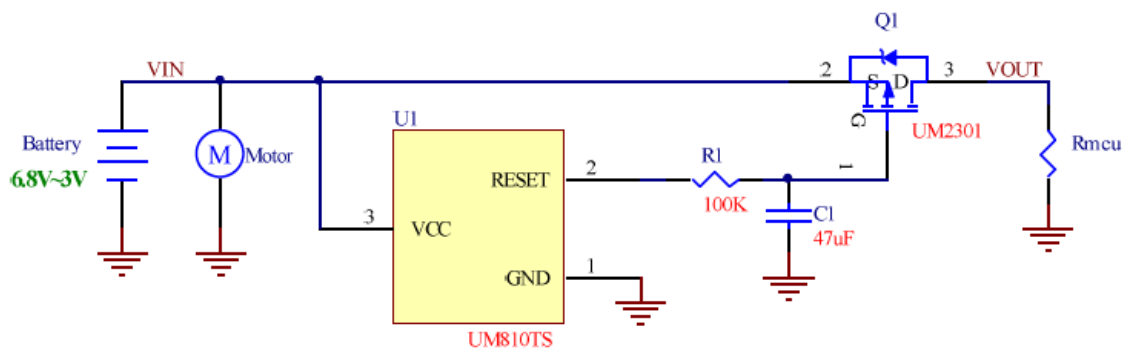 Q1
VIN
2
S
D
3
VOUT
G
UM2301
1
Rmcu
Battery
6.8V~3V
M
Motor
U1
RESET
2
R1
100K
C1
47uF
3
VCC
GND
1
UM810TS